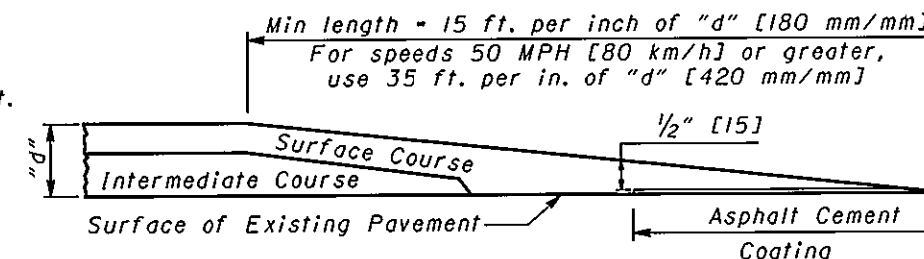 Min length = 15 ft. per inch of "d" [180 mm/mm]
For speeds 50 MPH [80 km/h] or greater,
use 35 ft. per in. of "d" [420 mm/mm]
t.
1/2" [15]
"d"
Surface Course
Intermediate Course
Surface of Existing Pavement
Asphalt Cement
Coating